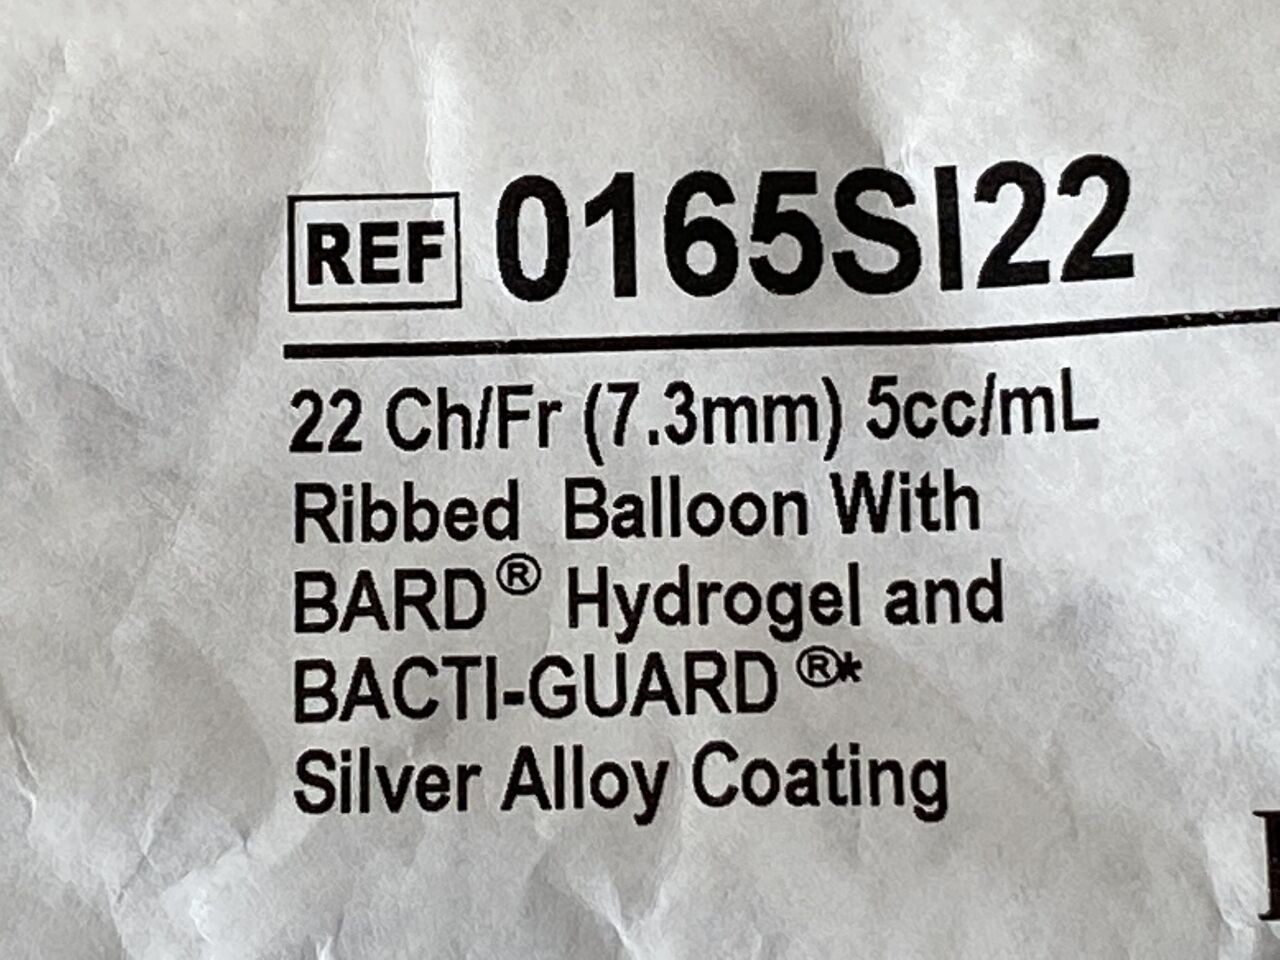 REF 0165SI22
22 Ch/Fr (7.3mm) 5cc/mL
Ribbed Balloon With
BARD® Hydrogel and
BACTI-GUARD®*
Silver Alloy Coating